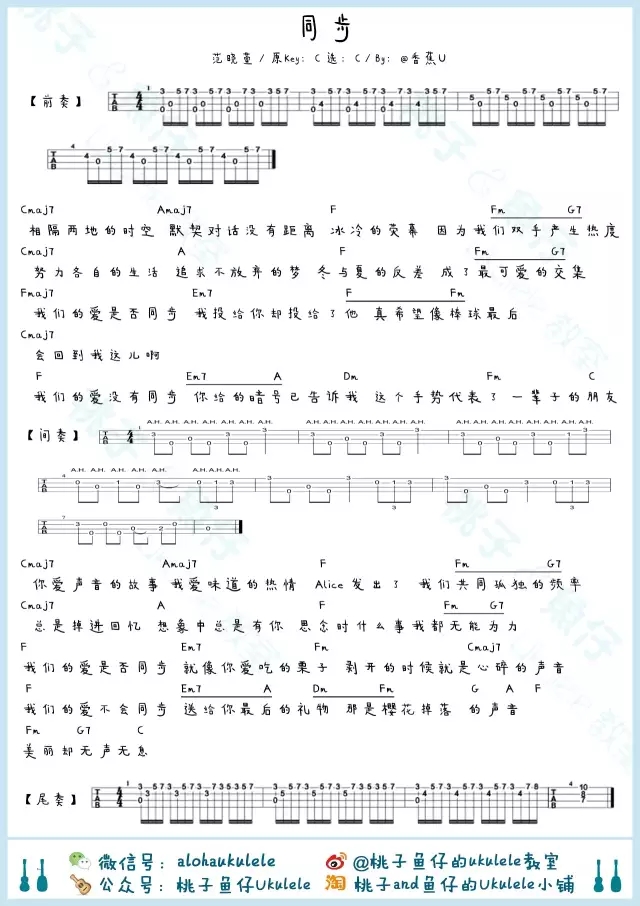 同步
范晓萱 / 原Key: C 选: C / By: @香蕉U
【前奏】
Cmaj7 Amaj7 F Fm G7
相隔两地的时空 默契对话没有距离 冰冷的荧幕 因为我们双手产生热度
Cmaj7 A F Fm G7
努力各自的生活 追求不放弃的梦 冬与夏的反差 成了最可爱的交集
Fmaj7 Em7 F Fm
我们的爱是否同步 我投给你却投给了他 真希望像棒球最后
Cmaj7
会回到我这儿啊
F Em7 A Dm Fm C
我们的爱没有同步 你给的暗号已告诉我 这个手势代表了 一辈子的朋友
【间奏】
Cmaj7 Amaj7 F Fm G7
你爱声音的故事 我爱味道的热情 Alice发出了 我们共同孤独的频率
Cmaj7 A F Fm G7
总是掉进回忆 想象中总是有你 思念时什么事我都无能为力
F Em7 Fm Cmaj7
我们的爱是否同步 就像你爱吃的栗子 剥开的时候就是心碎的声音
F Em7 A Dm Fm G A F
我们的爱不会同步 送给你最后的礼物 那是樱花掉落 的声音
Fm G7 C
美丽却无声无息
【尾奏】
微信号: alohaukulele
@桃子鱼仔的ukulele教室
公众号: 桃子鱼仔Ukulele
淘 桃子and鱼仔的Ukulele小铺